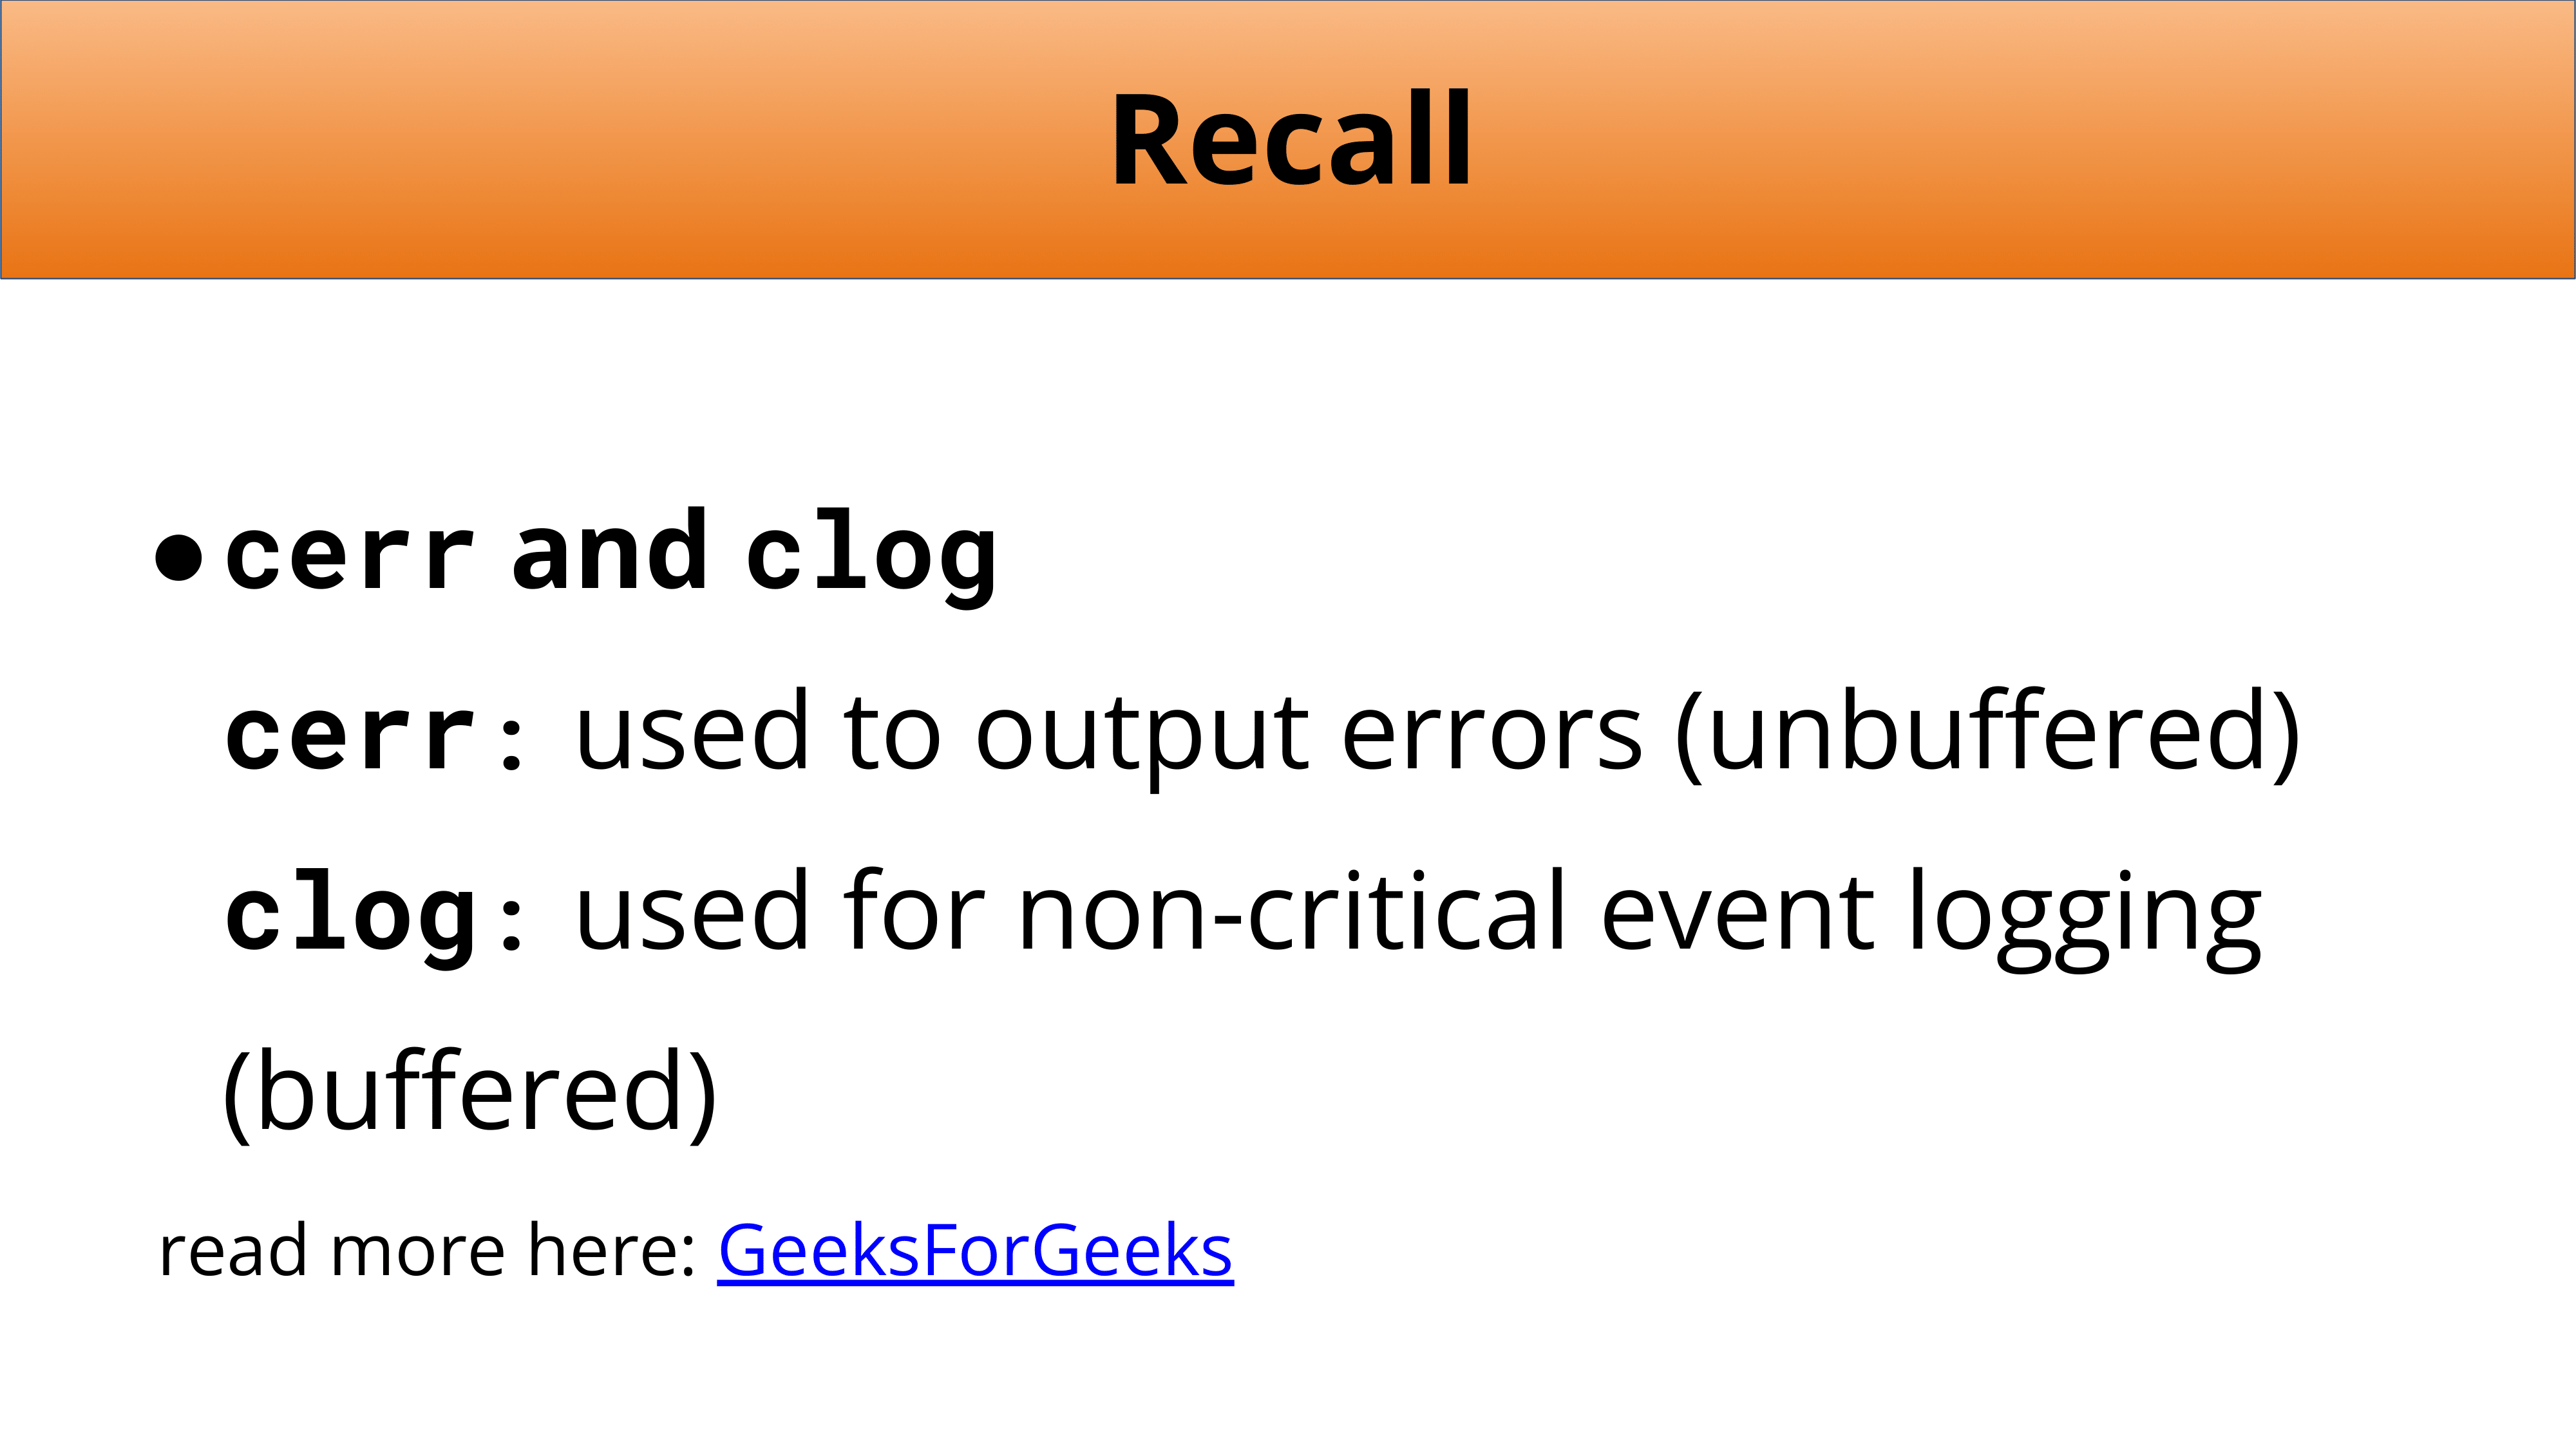 Recall
● cerr and clog
cerr: used to output errors (unbuffered)
clog: used for non-critical event logging
(buffered)
read more here: GeeksForGeeks